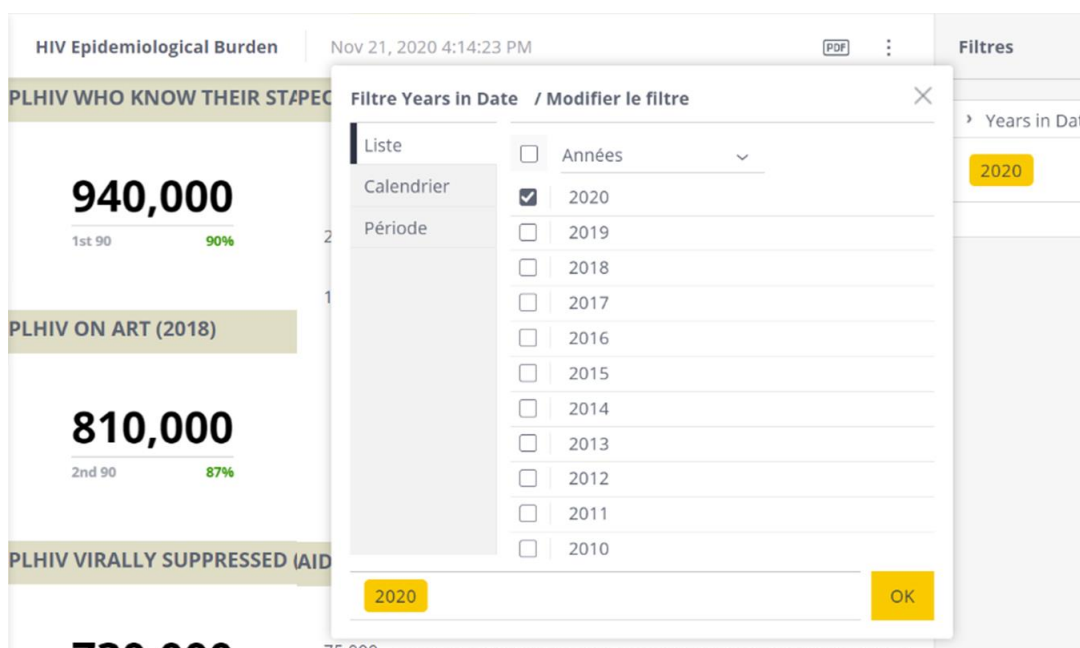 HIV Epidemiological Burden
Nov 21, 2020 4:14:23 PM
PDF
Filtres
PLHIV WHO KNOW THEIR
Filtre Years in Date / Modifier le filtre
Years in
2020
Liste
Calendrier
Période
Années
2020
2019
2018
2017
2016
2015
2014
2013
2012
2011
2010
2020
OK
940,000
1st 90 90%
PLHIV ON ART (2018)
810,000
2nd 90 87%
PLHIV VIRALLY SUPPRESSED